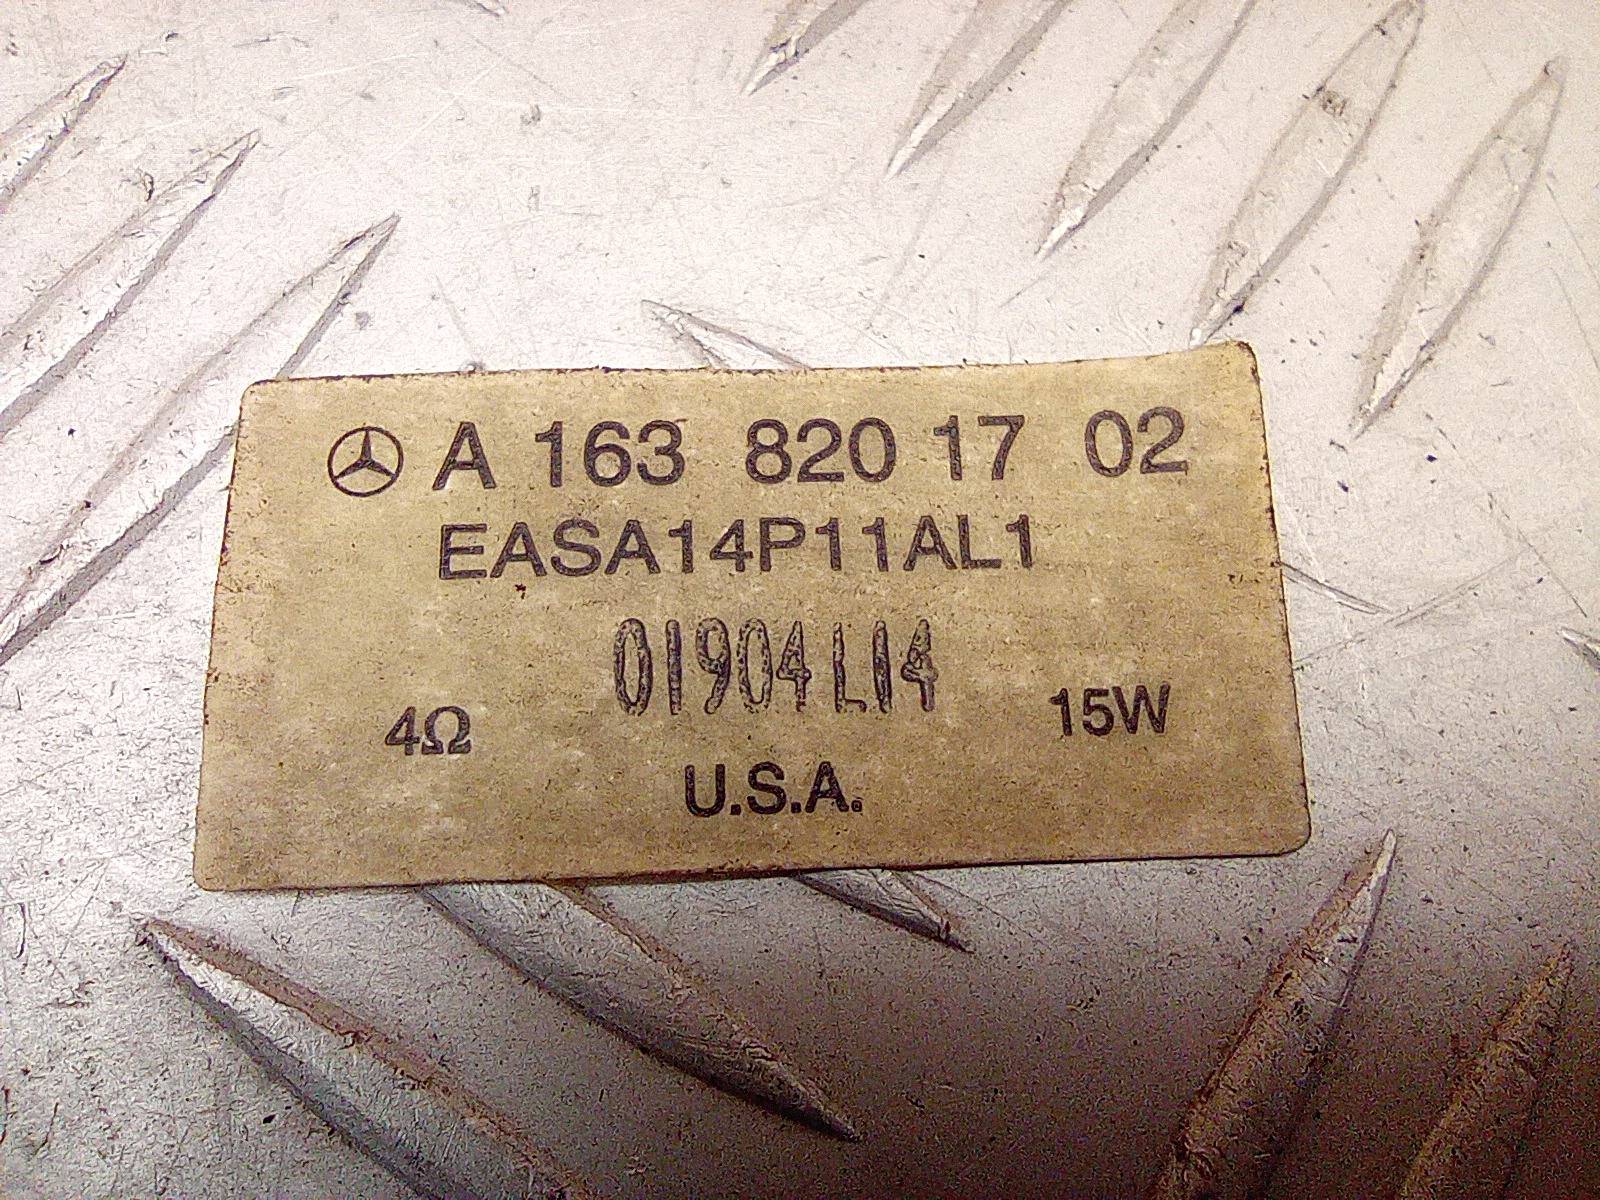 A 163 820 17 02
EASA14P11AL1
01904L14
4Ω 15W
U.S.A.